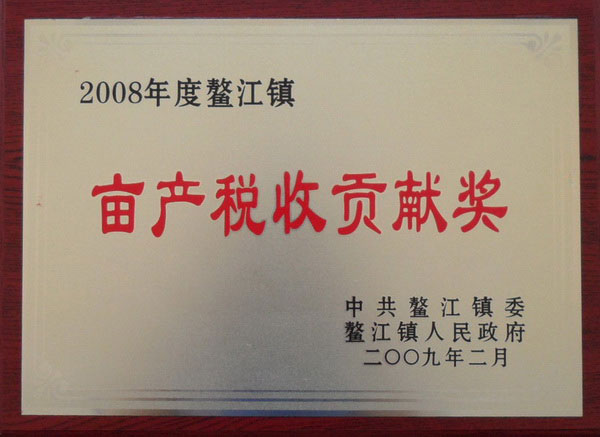 2008年度鳌江镇
亩产税收贡献奖
中共鳌江镇委
鳌江镇人民政府
二〇〇九年二月